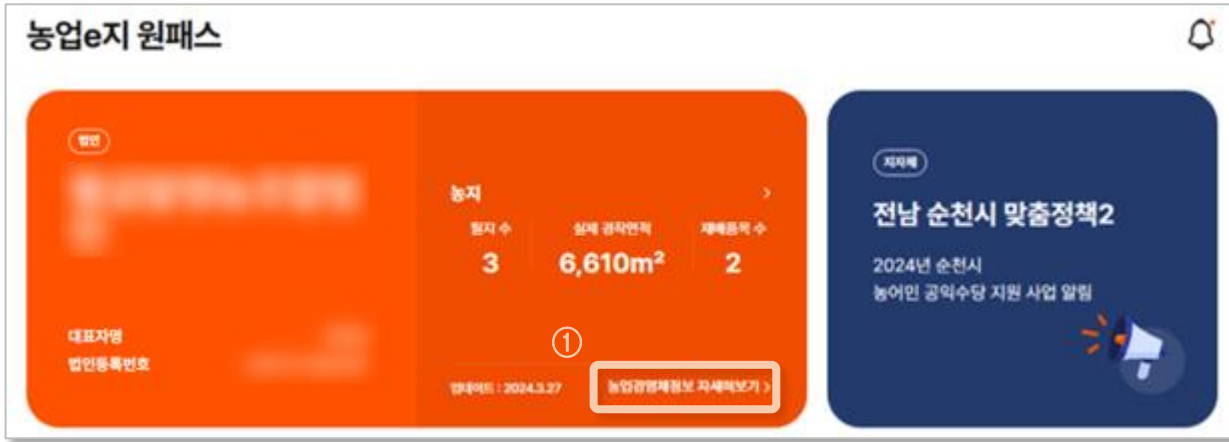 농업e지 원패스
법인
농지
필지 수
실제 경작면적
재배품목 수
3
6,610m²
2
대표자명
법인등록번호
①
업데이트 : 2024.3.27
농업경영체정보 자세히보기 >
지자체
전남 순천시 맞춤정책2
2024년 순천시
농어민 공익수당 지원 사업 알림